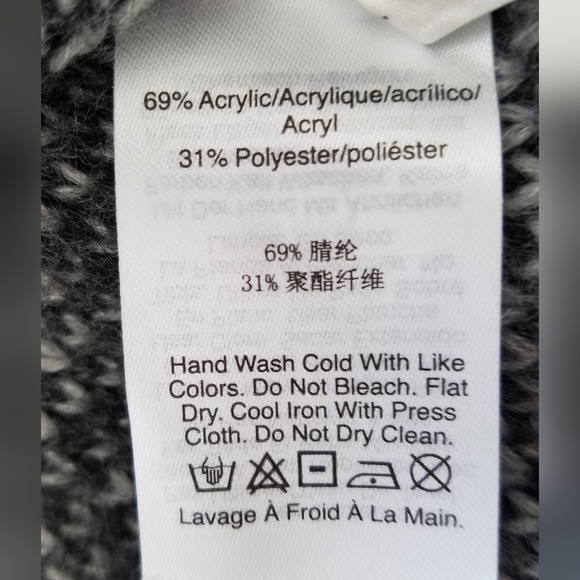 69% Acrylic/Acrylique/acrílico/
Acryl
31% Polyester/poliéster
69% 腈纶
31% 聚酯纤维
Hand Wash Cold With Like
Colors. Do Not Bleach. Flat
Dry. Cool Iron With Press
Cloth. Do Not Dry Clean.
Lavage À Froid À La Main.